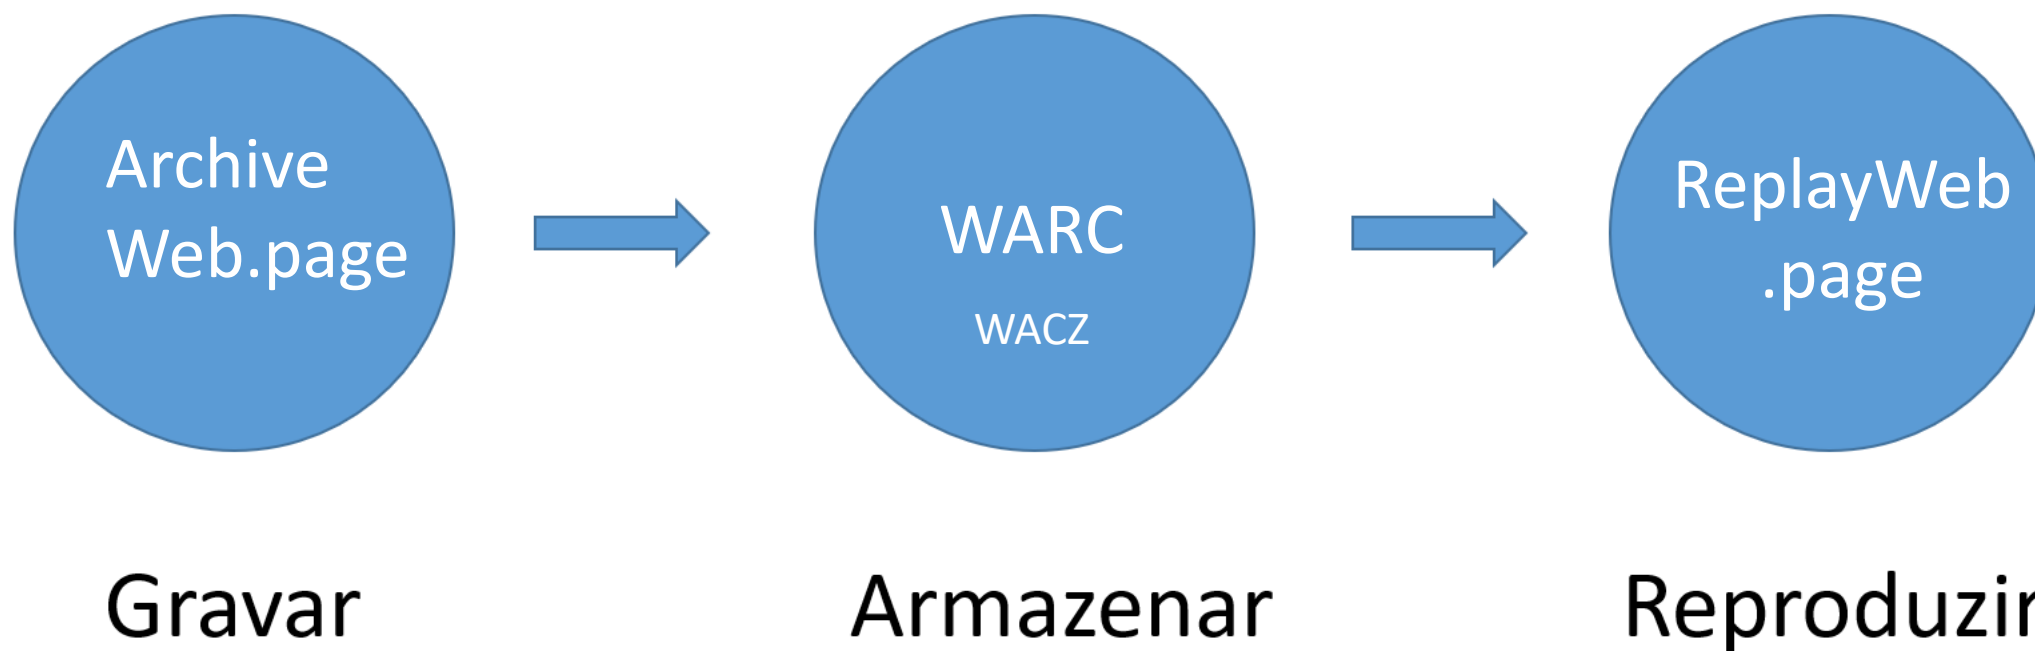 Archive
Web.page
WARC
WACZ
ReplayWeb
.page
Gravar
Armazenar
Reproduzir